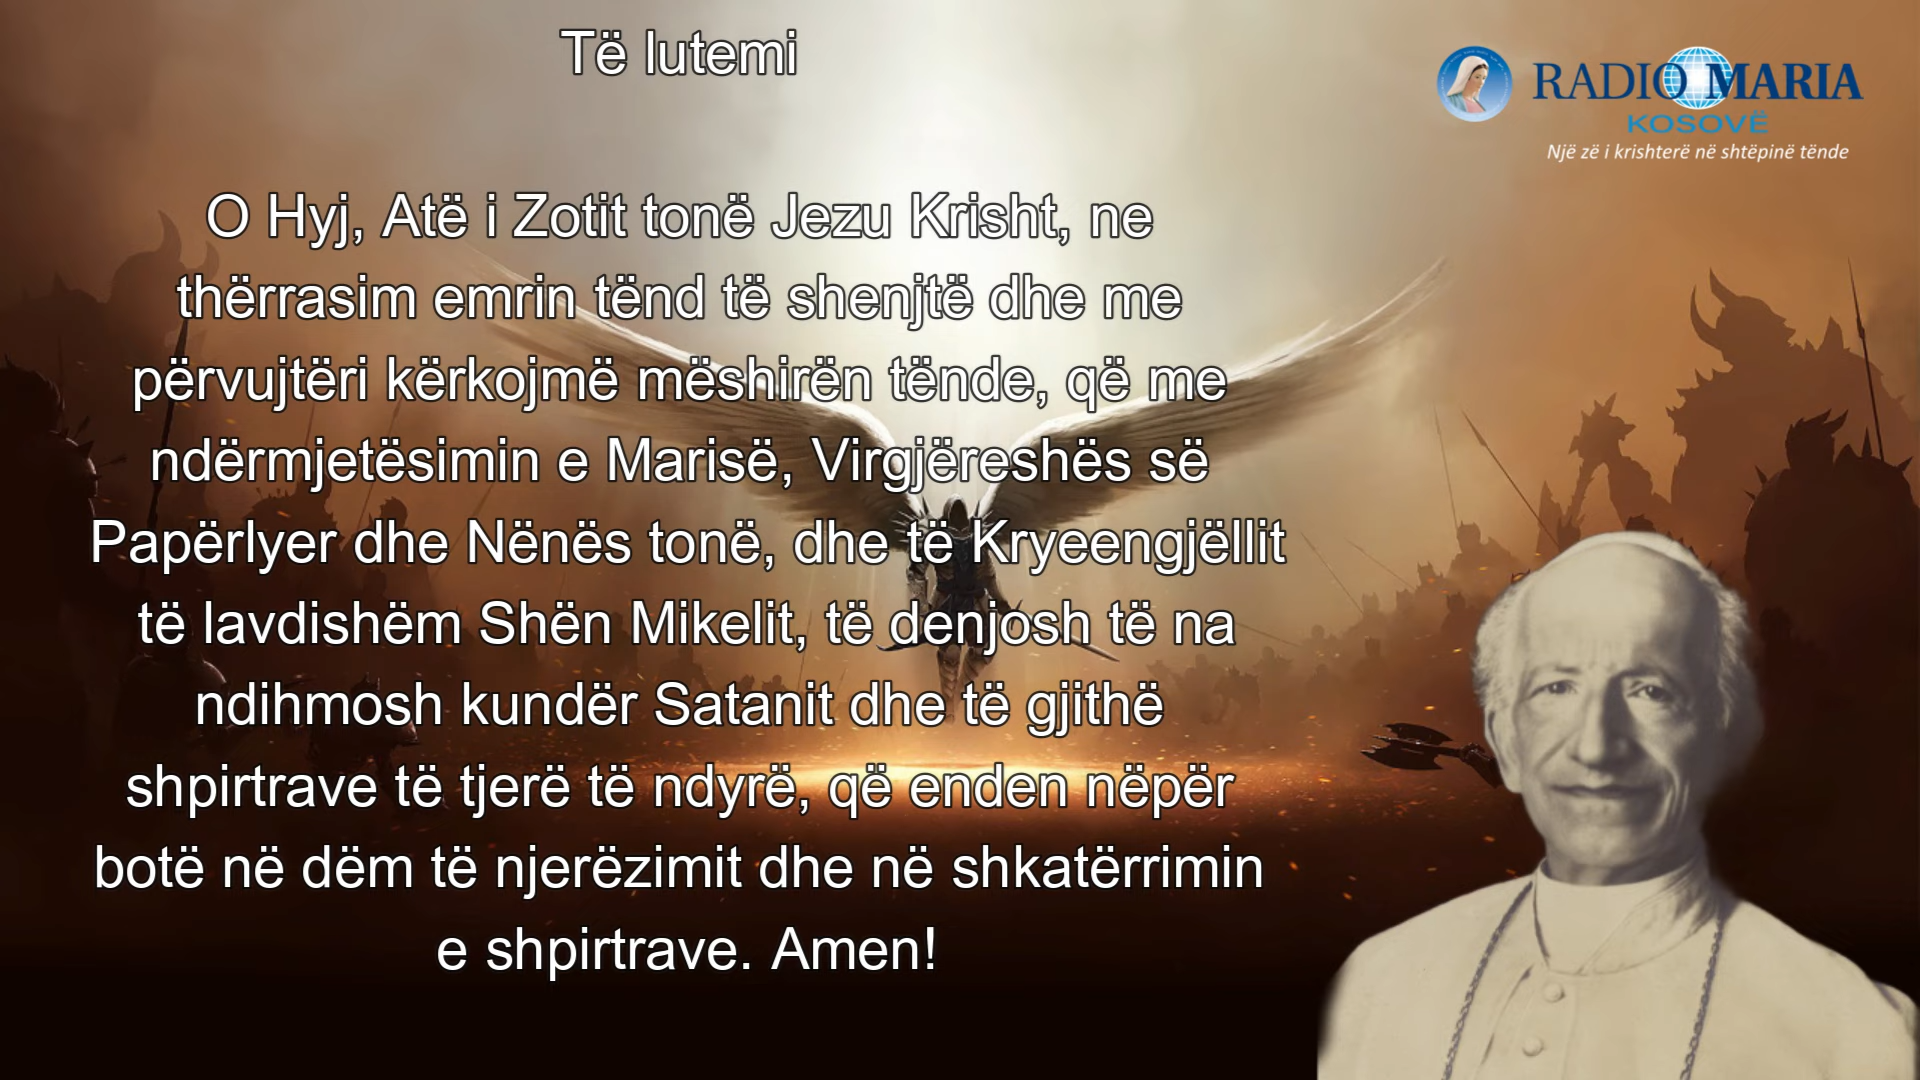 Të lutemi
RADIO MARIA
KOSOVË
Një zë i krishterë në shtëpinë tënde
O Hyj, Atë i Zotit tonë Jezu Krisht, ne
thërrasim emrin tënd të shenjtë dhe me
përvujtëri kërkojmë mëshirën tënde, që me
ndërmjetësimin e Marisë, Virgjëreshës së
Papërlyer dhe Nënës tonë, dhe të Kryeengjëllit
të lavdishëm Shën Mikelit, të denjosh të na
ndihmosh kundër Satanit dhe të gjithë
shpirtrave të tjerë të ndyrë, që enden nëpër
botë në dëm të njerëzimit dhe në shkatërrimin
e shpirtrave. Amen!